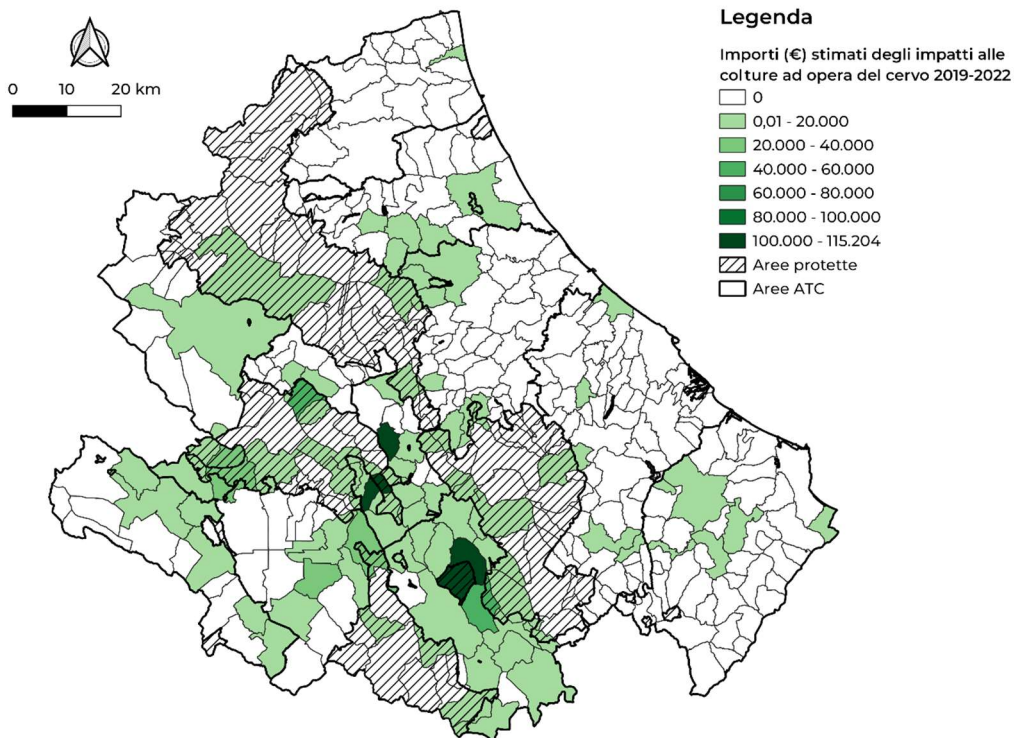 Legenda
Importi (€) stimati degli impatti alle
colture ad opera del cervo 2019-2022
0
0,01 - 20.000
20.000 - 40.000
40.000 - 60.000
60.000 - 80.000
80.000 - 100.000
100.000 - 115.204
Aree protette
Aree ATC
0 10 20 km